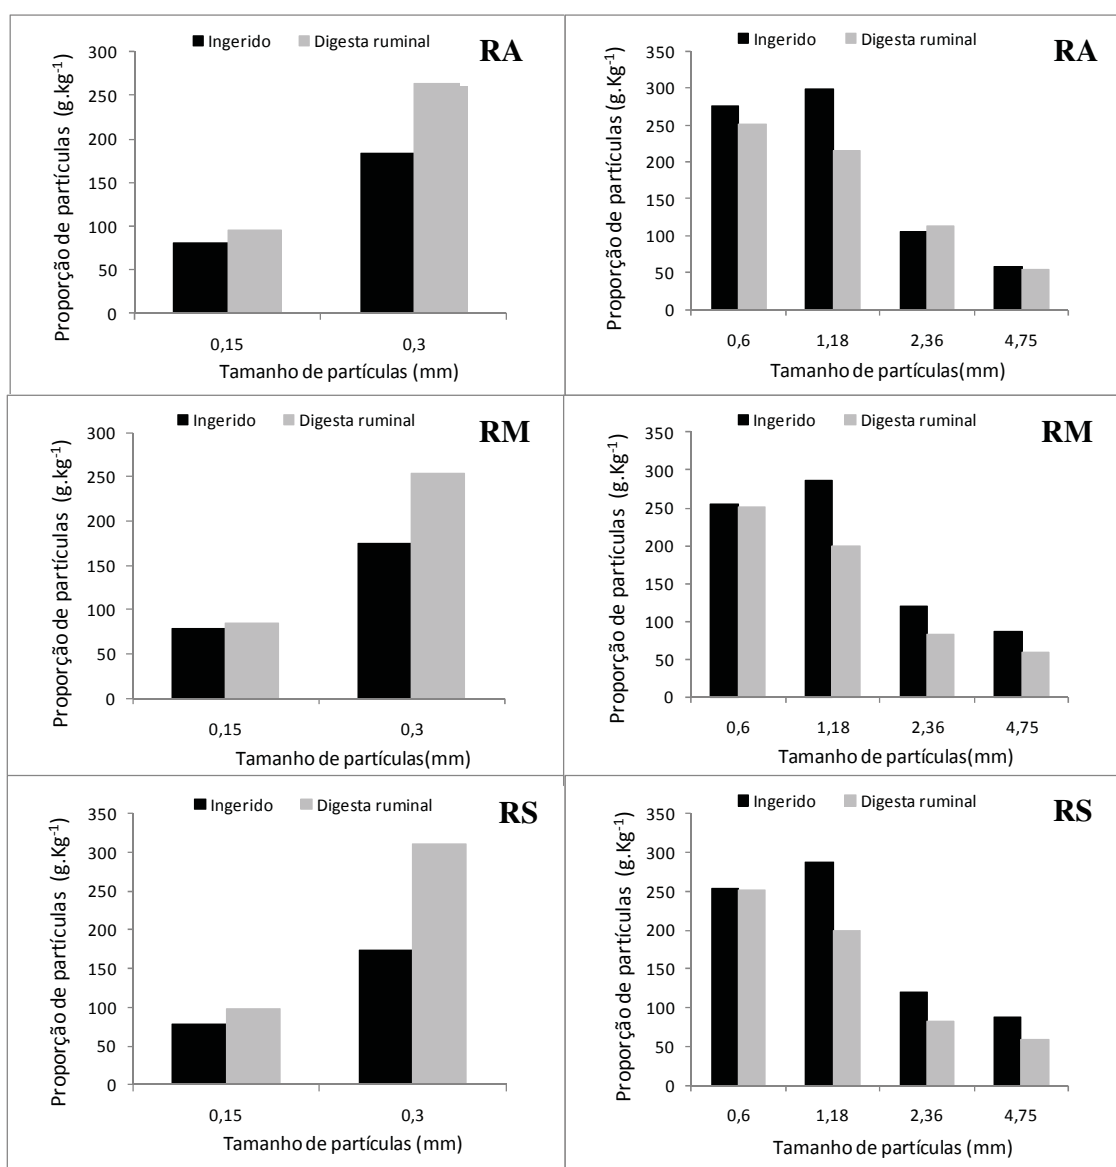 Ingerido Digesta ruminal RA
Proporção de partículas (g.kg-1)
300
250
200
150
100
50
0
0,15 0,3
Tamanho de partículas (mm)
Ingerido Digesta ruminal RA
Proporção de partículas (g.Kg-1)
350
300
250
200
150
100
50
0
0,6 1,18 2,36 4,75
Tamanho de partículas(mm)
Ingerido Digesta ruminal RM
Proporção de partículas (g.kg-1)
300
250
200
150
100
50
0
0,15 0,3
Tamanho de partículas(mm)
Ingerido Digesta ruminal RM
Proporção de partículas (g.kg-1)
350
300
250
200
150
100
50
0
0,6 1,18 2,36 4,75
Tamanho de partículas (mm)
Ingerido Digesta ruminal RS
Proporção de partículas (g.Kg-1)
350
300
250
200
150
100
50
0
0,15 0,3
Tamanho de partículas (mm)
Ingerido Digesta ruminal RS
Proporção de partículas (g.Kg-1)
350
300
250
200
150
100
50
0
0,6 1,18 2,36 4,75
Tamanho de partículas (mm)